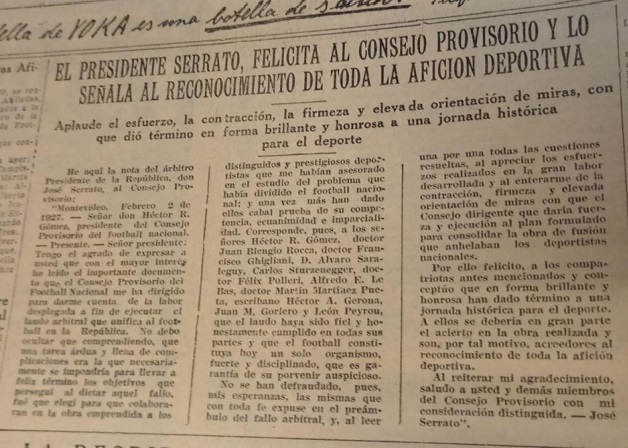 ella de VOKA es una botella de
EL PRESIDENTE SERRATO, FELICITA AL CONSEJO PROVISORIO Y LO
SEÑALA AL RECONOCIMIENTO DE TODA LA AFICION DEPORTIVA
Aplaude el esfuerzo, la contracción, la firmeza y elevada orientación de miras, con
que dió término en forma brillante y honrosa a una jornada histórica
para el deporte
He aquí la nota del árbitro
Presidente de la República, don
José Serrato, al Consejo Pro-
visorio:
"Montevideo, Febrero 2 de
1927. — Señor don Héctor R.
Gómez, presidente del Consejo
Provisorio del football nacional.
— Presente. — Señor presidente:
Tengo el agrado de expresar a
usted que con el mayor interés
he leído el importante documen-
to que el Consejo Provisorio del
Football Nacional me ha dirigido
para darme cuenta de la labor
desplegada a fin de ejecutar el
laudo arbitral que unifica al foot-
ball en la República. No debo
ocultar que comprendiendo, que
una tarea árdua y llena de com-
plicaciones era la que necesaria-
mente se impondría para llevar a
feliz término los objetivos que
perseguí al dictar aquel fallo,
fué que elegí para que colabora-
ran en la obra emprendida a los
distinguidos y prestigiosos depor-
tistas que me habían asesorado
en el estudio del problema que
había dividido el football nacio-
nal; y una vez más han dado
ellos cabal prueba de su compe-
tencia, ecuanimidad e imparcial-
idad. Corresponde, pues, a los se-
ñores Héctor R. Gómez, doctor
Juan Blengio Rocca, doctor Fran-
cisco Ghigliani, D. Alvaro Sara-
leguy, Carlos Sturzenegger, doc-
tor Félix Polleri, Alfredo E. Le
Bas, doctor Martín Martínez Pue-
ta, escribano Héctor A. Gerona,
Juan M. Gorlero y León Peyrou,
que el laudo haya sido fiel y ho-
nestamente cumplido en todas sus
partes y que el football consti-
tuya hoy un solo organismo,
fuerte y disciplinado, que es ga-
rantía de su porvenir auspicioso.
No se han defraudado, pues,
mis esperanzas, las mismas que
con toda fe expuse en el preám-
bulo del fallo arbitral, y, al leer
una por una todas las cuestiones
resueltas, al apreciar los esfuer-
zos realizados en la gran labor
desarrollada y al enterarme de la
contracción, firmeza y elevada
orientación de miras con que el
Consejo dirigente que daría fuer-
za y ejecución al plan formulado
para consolidar la obra de fusión
que anhelaban los deportistas
nacionales.
Por ello felicito, a los compa-
triotas antes mencionados y con-
ceptúo que en forma brillante y
honrosa han dado término a una
jornada histórica para el deporte.
A ellos se debería en gran parte
el acierto en la obra realizada y
son, por tal motivo, acreedores al
reconocimiento de toda la afición
deportiva.
Al reiterar mi agradecimiento,
saludo a usted y demás miembros
del Consejo Provisorio con mi
consideración distinguida. — José
Serrato".